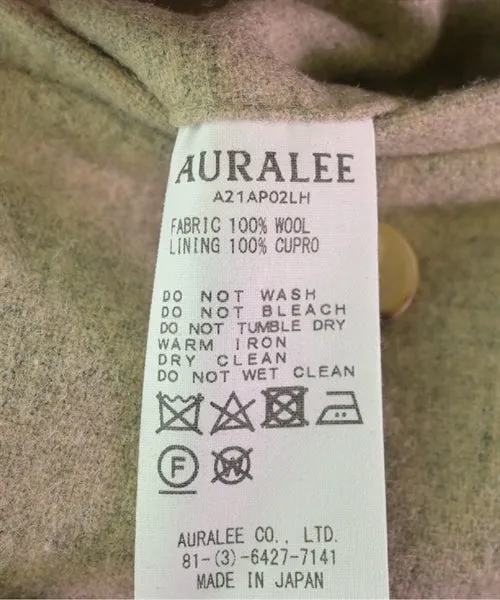 AURALEE
A21AP02LH
FABRIC 100% WOOL
LINING 100% CUPRO
DO NOT WASH
DO NOT BLEACH
DO NOT TUMBLE DRY
WARM IRON
DRY CLEAN
DO NOT WET CLEAN
F W
AURALEE CO., LTD.
81-(3)-6427-7141
MADE IN JAPAN